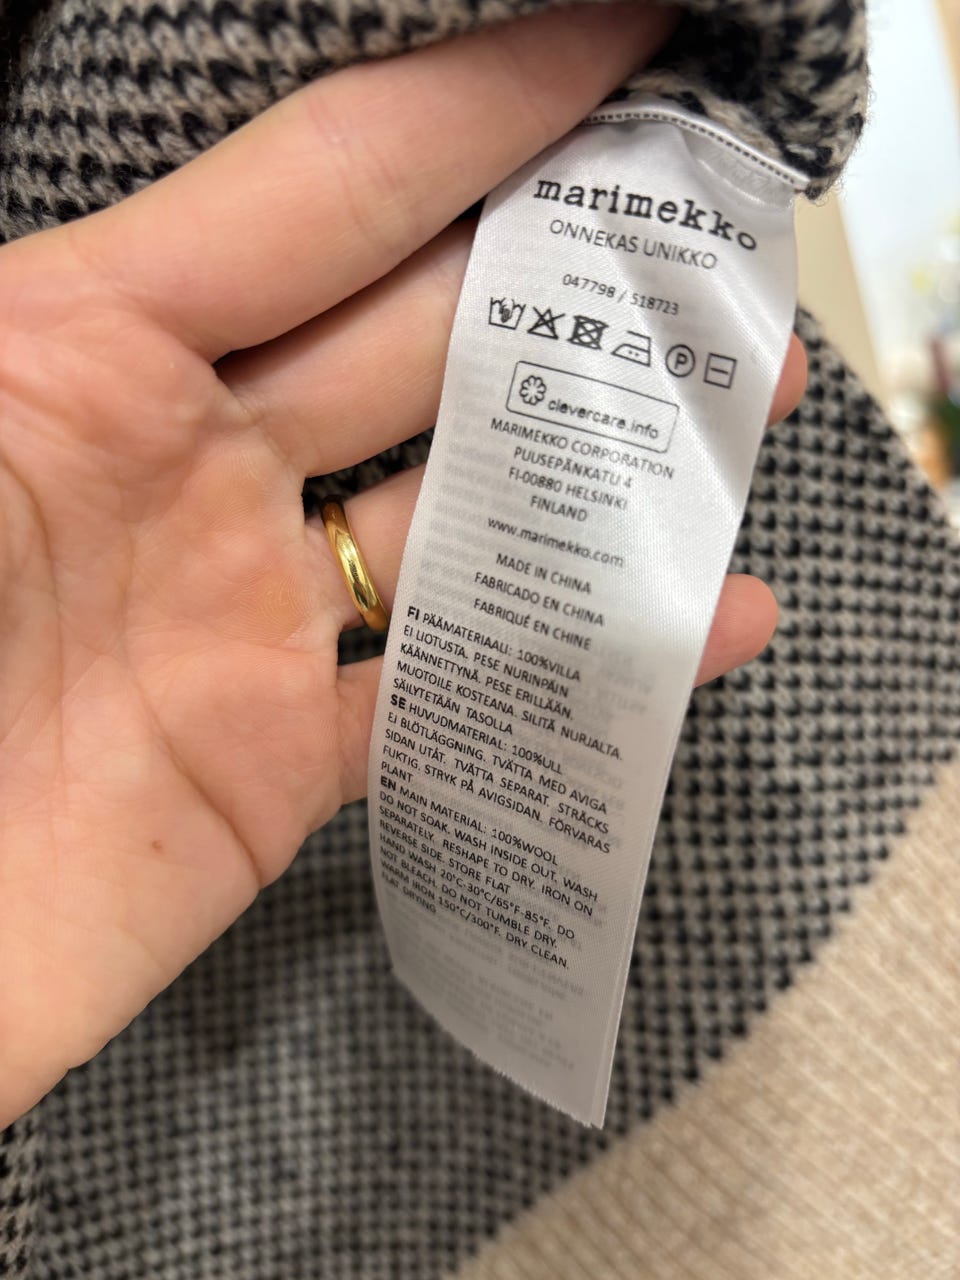 marimekko
ONNEKAS UNIKKO
047798 / 518723
P
clevercare.info
MARIMEKKO CORPORATION
PUUSEPÄNKATU 4
FI-00880 HELSINKI
FINLAND
www.marimekko.com
MADE IN CHINA
FABRICADO EN CHINA
FABRIQUÉ EN CHINE
FI PÄÄMATERIAALI: 100%VILLA
EI LIOTUSTA. PESE NURINPÄIN
KÄÄNNETTYNÄ. PESE ERILLÄÄN.
MUOTOILE KOSTEANA. SILITÄ NURJALTA.
SÄILYTETÄÄN TASOLLA
SE HUVUDMATERIAL: 100%ULL
EJ BLÖTLÄGGNING. TVÄTTA MED AVIGA
SIDAN UTÅT. TVÄTTA SEPARAT. STRÄCKS
FUKTIG. STRYK PÅ AVIGSIDAN. FÖRVARAS
PLANT
EN MAIN MATERIAL: 100%WOOL
DO NOT SOAK. WASH INSIDE OUT. WASH
SEPARATELY. RESHAPE TO DRY. IRON ON
REVERSE SIDE. STORE FLAT
HAND WASH 20°C-30°C/65°F-85°F. DO
NOT BLEACH. DO NOT TUMBLE DRY.
WARM IRON 150°C/300°F. DRY CLEAN.
FLAT DRYING